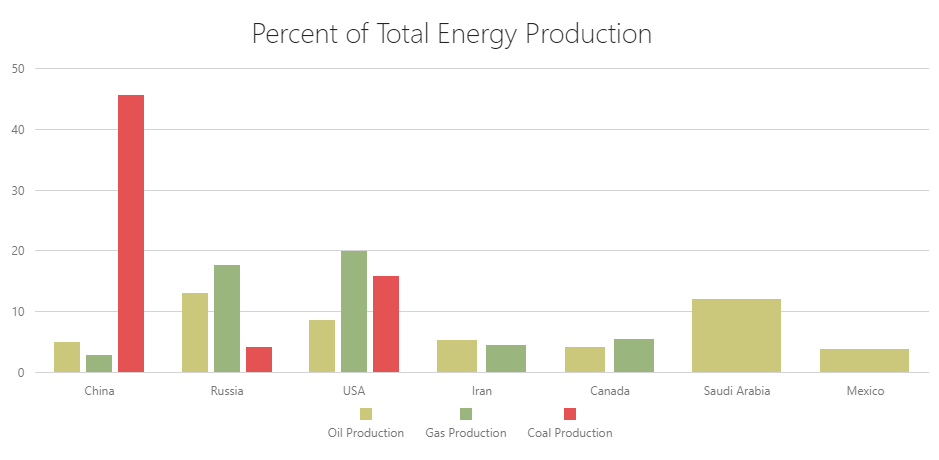 Percent of Total Energy Production
50
40
30
20
10
0
China Russia USA Iran Canada Saudi Arabia Mexico
Oil Production Gas Production Coal Production